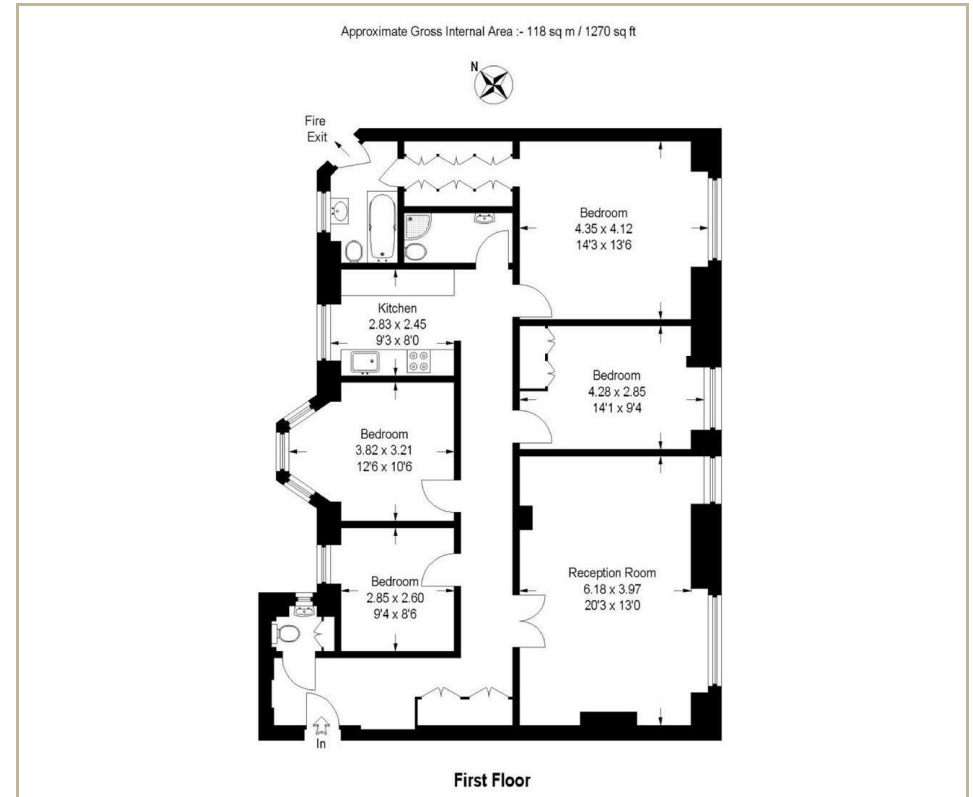 Approximate Gross Internal Area :- 118 sq m / 1270 sq ft
N
Fire
Exit
Bedroom
4.35 x 4.12
14'3 x 13'6
Kitchen
2.83 x 2.45
9'3 x 8'0
Bedroom
4.28 x 2.85
14'1 x 9'4
Bedroom
3.82 x 3.21
12'6 x 10'6
Reception Room
6.18 x 3.97
20'3 x 13'0
Bedroom
2.85 x 2.60
9'4 x 8'6
In
First Floor